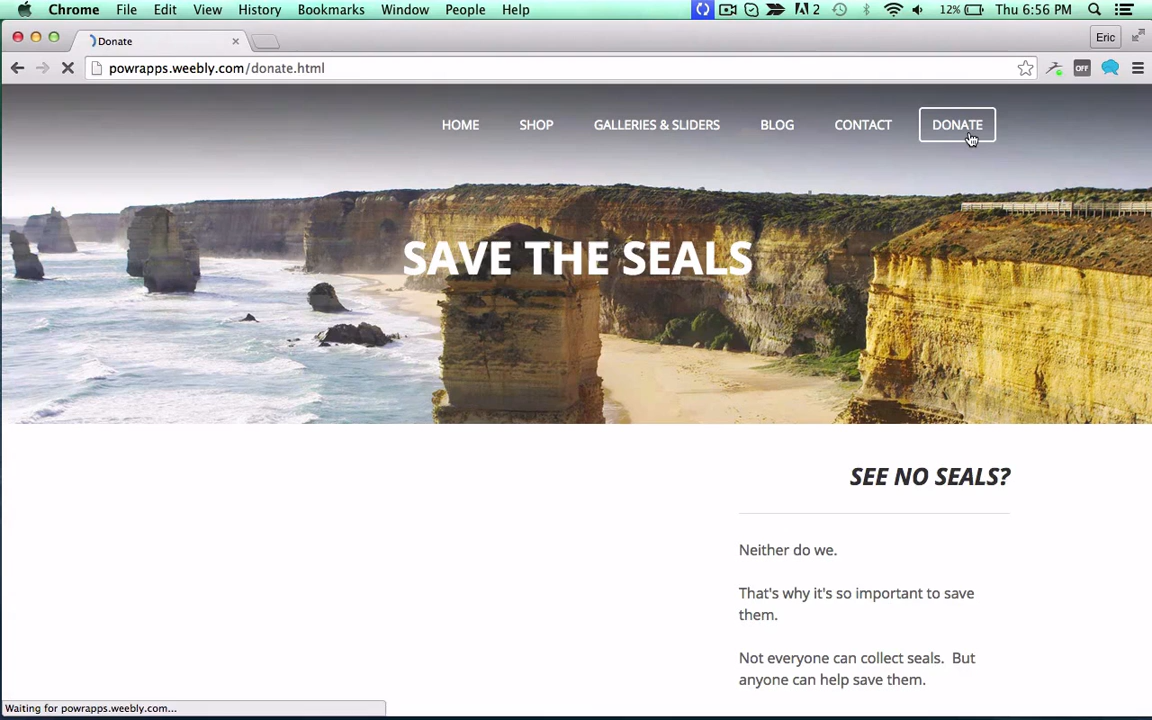 Chrome File Edit View History Bookmarks Window People Help 2 12% Thu 6:56 PM
Donate
Eric
powrapps.weebly.com/donate.html
OFF
HOME SHOP GALLERIES & SLIDERS BLOG CONTACT DONATE
SAVE THE SEALS
SEE NO SEALS?
Neither do we.
That's why it's so important to save
them.
Not everyone can collect seals. But
anyone can help save them.
Waiting for powrapps.weebly.com...